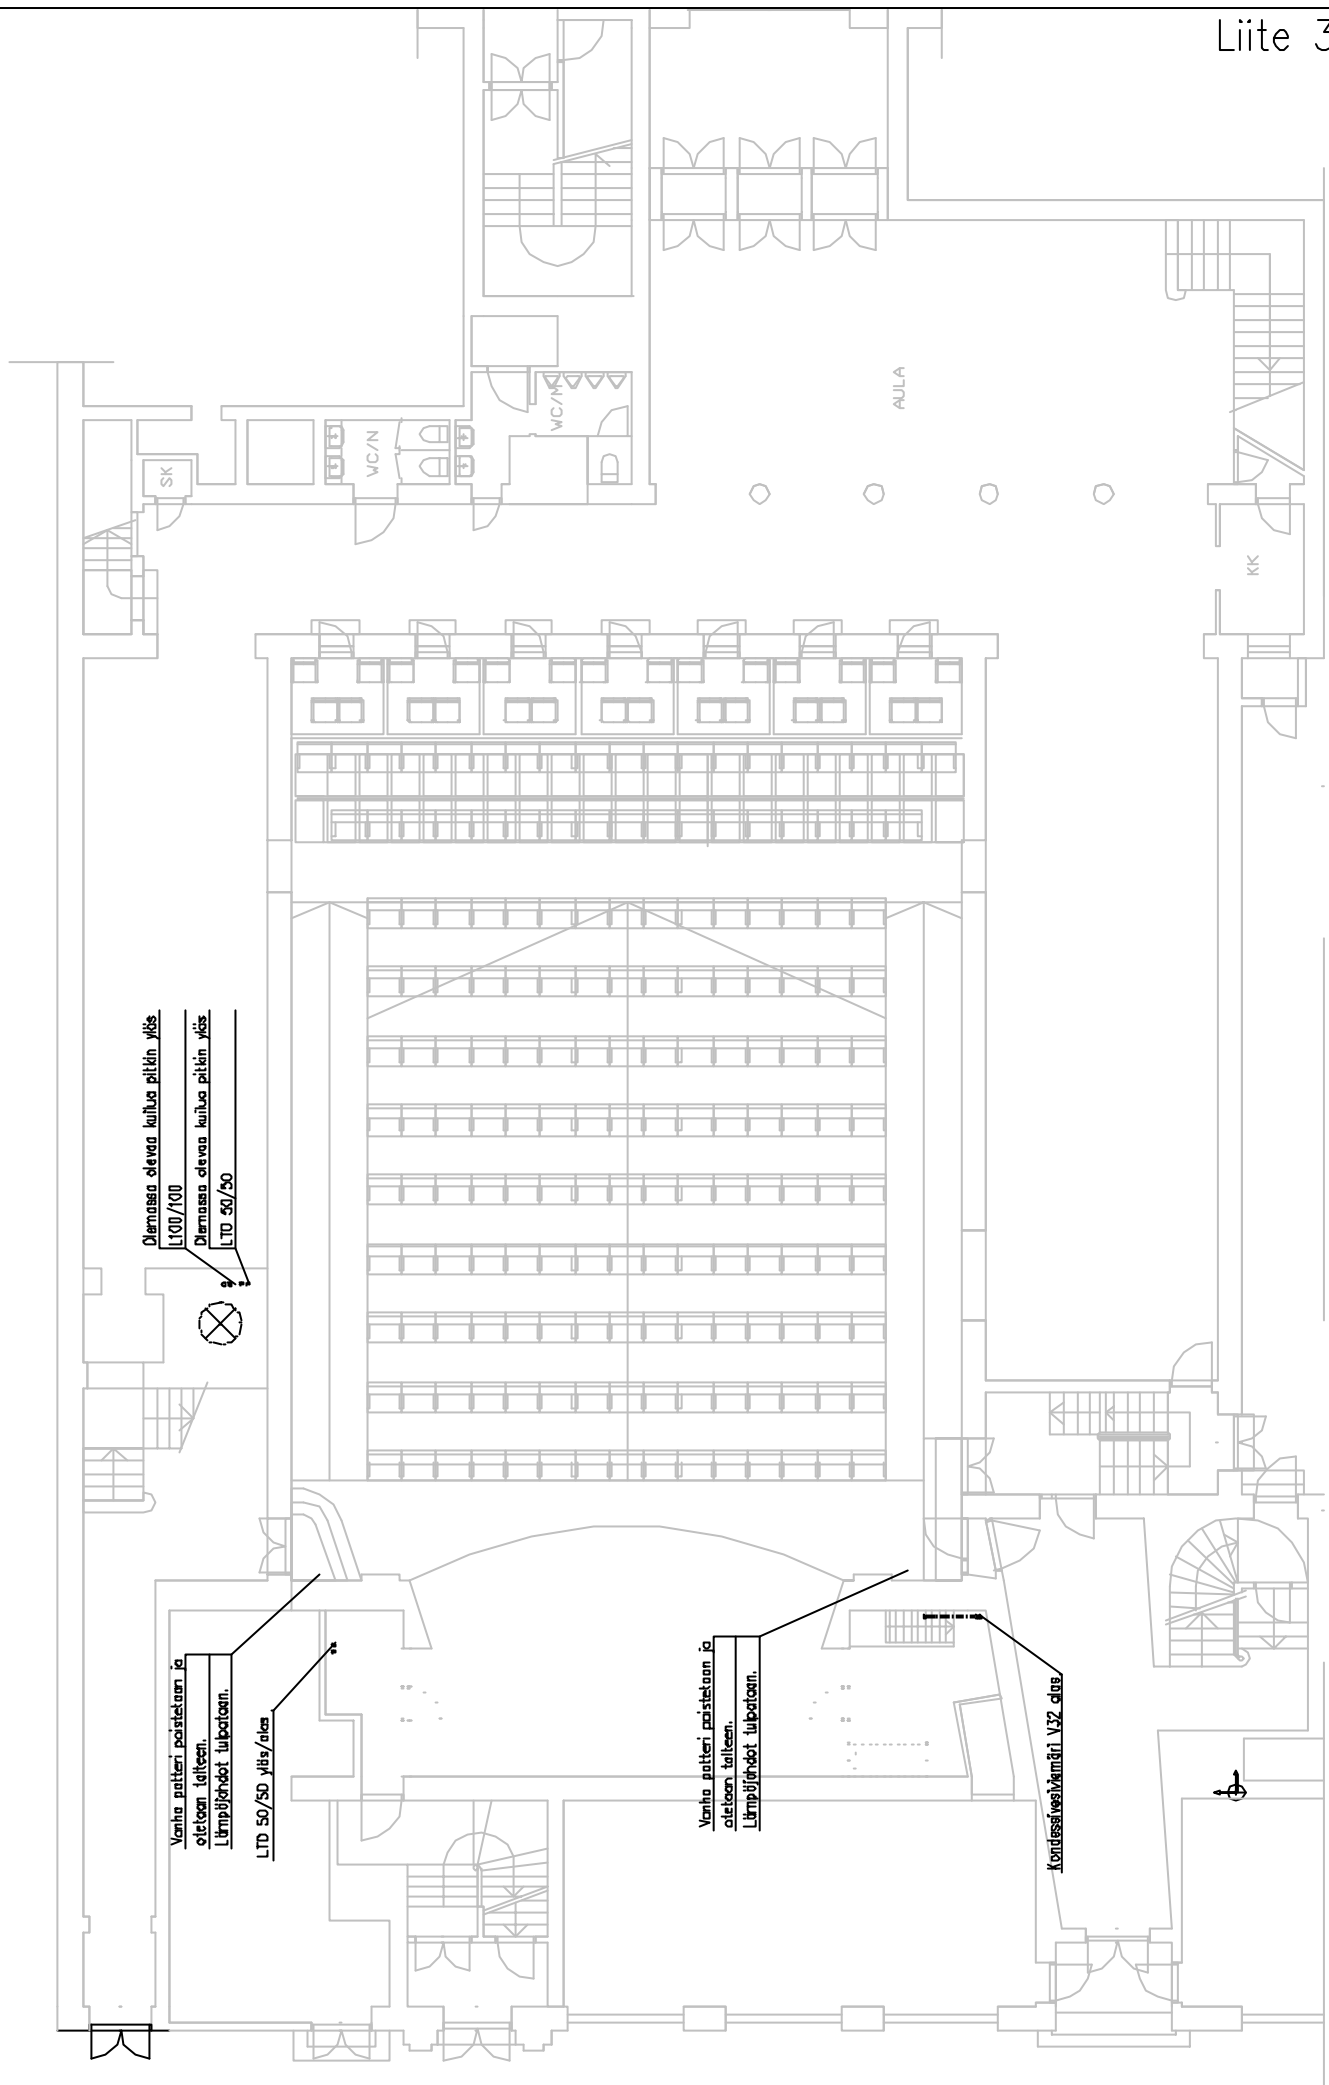 Liite 3
AULA
WC/M
WC/N
SK
KK
Olemassa olevaa kuilua pitkin ylös
L100/100
Olemassa olevaa kuilua pitkin ylös
LTO 50/50
Vanha patteri poistetaan ja
otetaan talteen.
Lämpöjohdot tulpataan.
LTO 50/50 ylös/alas
Vanha patteri poistetaan ja
otetaan talteen.
Lämpöjohdot tulpataan.
Kondessivesiviemäri V32 alas